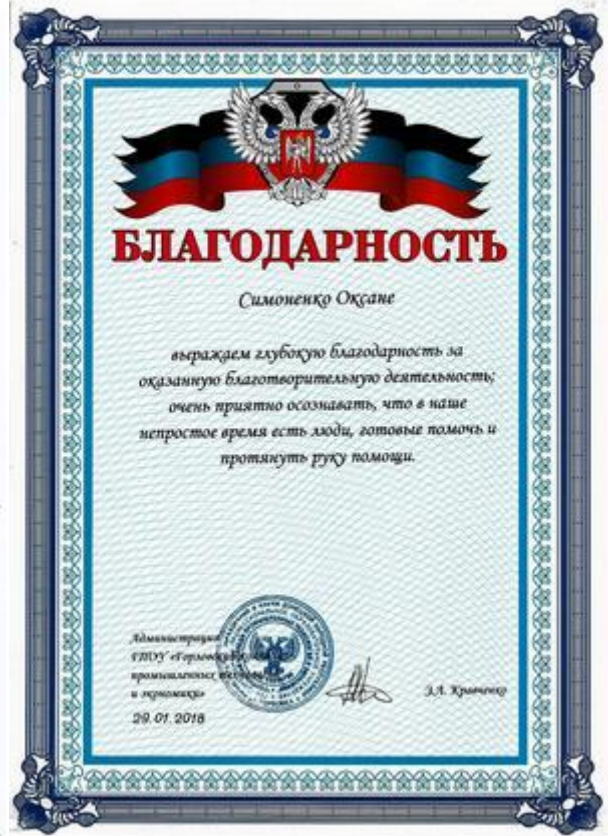 БЛАГОДАРНОСТЬ
Симоненко Оксане
выражаем глубокую благодарность за
оказанную благотворительную деятельность;
очень приятно осознавать, что в наше
непростое время есть люди, готовые помочь и
протянуть руку помощи.
Администрация
ГПОУ «Горловский
промышленных
и экономики»
29.01.2018
З.Л. Кравченко